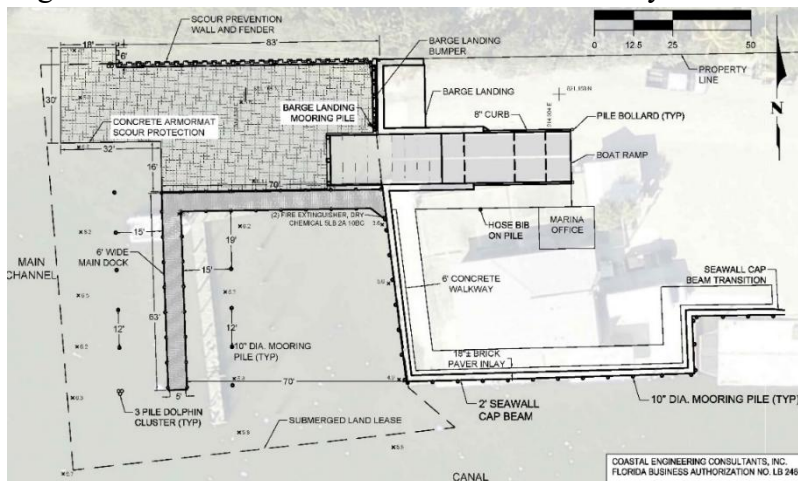 SCOUR PREVENTION
WALL AND FENDER
18'
83'
6'
30'
BARGE LANDING
BUMPER
0 12.5 25 50
PROPERTY
LINE
BARGE LANDING
MOORING PILE
BARGE LANDING
8" CURB
PILE BOLLARD (TYP)
N
CONCRETE ARMORMAT
SCOUR PROTECTION
32'
16'
BOAT RAMP
70'
(2) FIRE EXTINGUISHER, DRY
CHEMICAL 5LB 2A 10BC
HOSE BIB
ON PILE
MARINA
OFFICE
15'
19'
6' WIDE
MAIN DOCK
MAIN
CHANNEL
15'
SEAWALL CAP
BEAM TRANSITION
6' CONCRETE
WALKWAY
63'
12'
12'
10" DIA. MOORING
PILE (TYP)
18"± BRICK
PAVER INLAY
70'
5'
3 PILE DOLPHIN
CLUSTER (TYP)
2' SEAWALL
CAP BEAM
10" DIA. MOORING PILE (TYP)
SUBMERGED LAND LEASE
CANAL
COASTAL ENGINEERING CONSULTANTS, INC.
FLORIDA BUSINESS AUTHORIZATION NO. LB 246